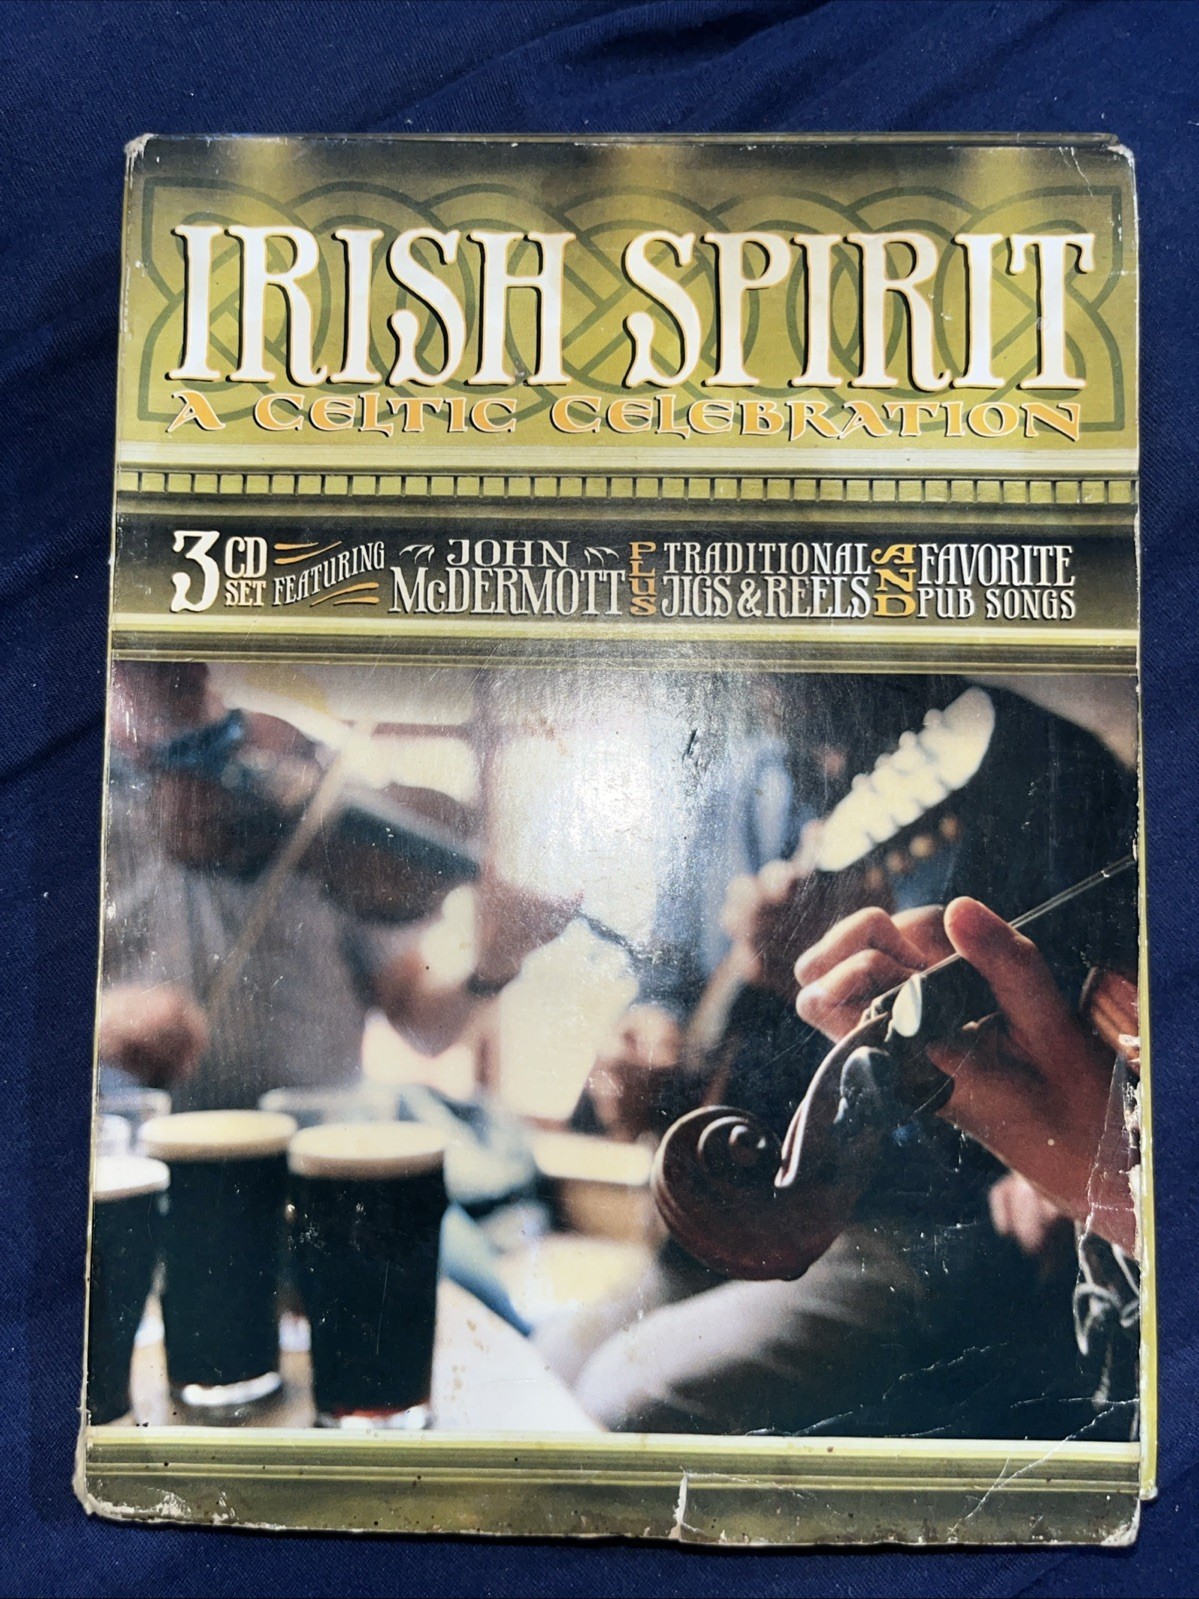 IRISH SPIRIT
A CELTIC CELEBRATION
3 CD SET FEATURING JOHN McDERMOTT PLUS TRADITIONAL JIGS & REELS AND FAVORITE PUB SONGS